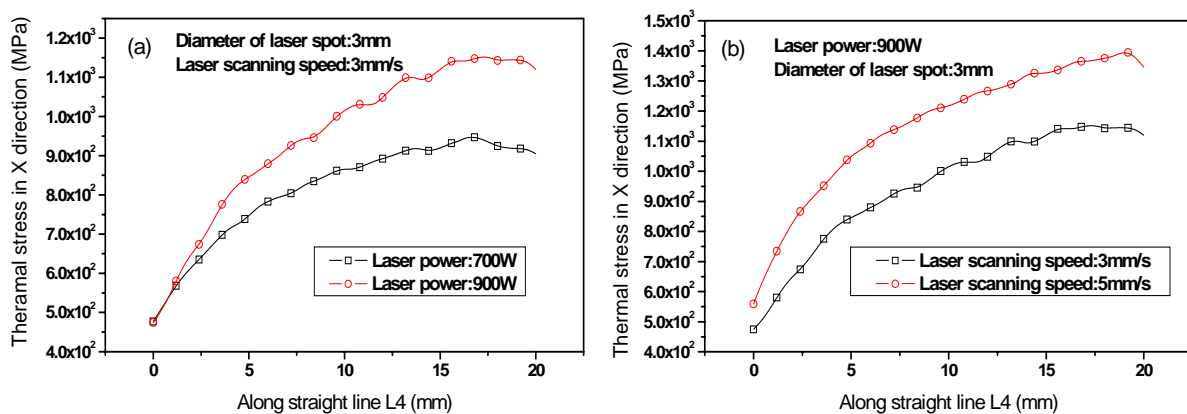 (a)
Diameter of laser spot:3mm
Laser scanning speed:3mm/s
Theramal stress in X direction (MPa)
1.2x10³
1.1x10³
1.0x10³
9.0x10²
8.0x10²
7.0x10²
6.0x10²
5.0x10²
4.0x10²
Laser power:700W
Laser power:900W
0 5 10 15 20
Along straight line L4 (mm)
(b)
Laser power:900W
Diameter of laser spot:3mm
Thermal stress in X direction (MPa)
1.5x10³
1.4x10³
1.3x10³
1.2x10³
1.1x10³
1.0x10³
9.0x10²
8.0x10²
7.0x10²
6.0x10²
5.0x10²
4.0x10²
Laser scanning speed:3mm/s
Laser scanning speed:5mm/s
0 5 10 15 20
Along straight line L4 (mm)